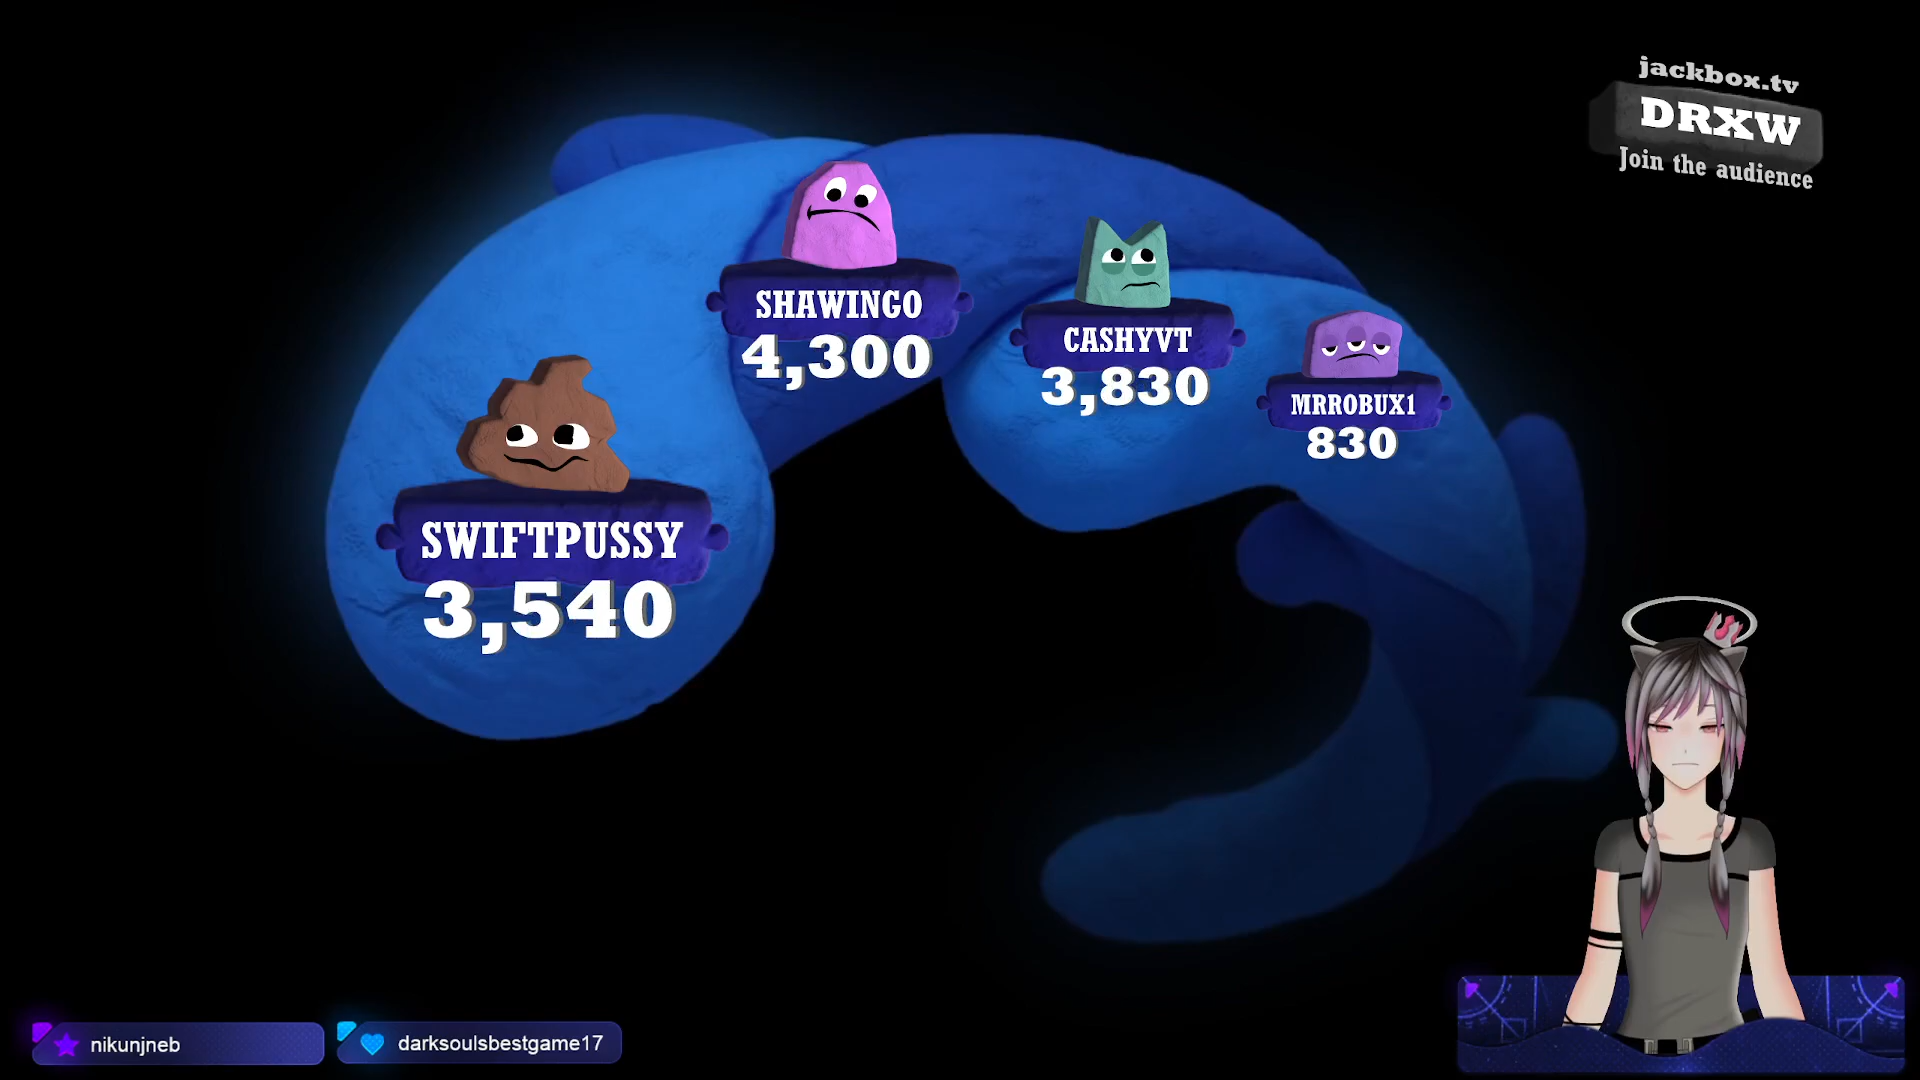 jackbox.tv
DRXW
Join the audience
SHAWINGO
4,300
CASHYVT
3,830
MRROBUX1
830
SWIFTPUSSY
3,540
nikunjneb
darksoulsbestgame17